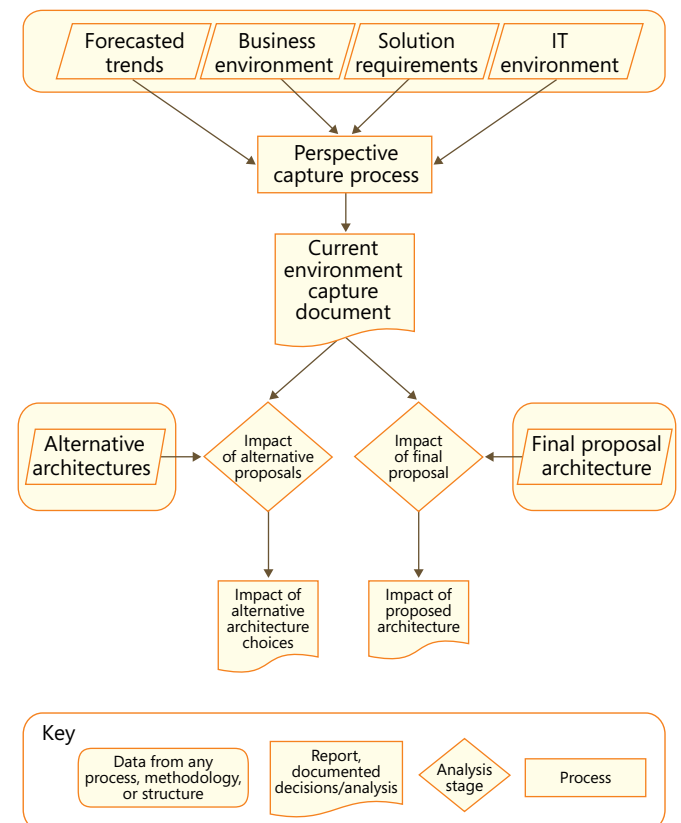 Forecasted
trends
Business
environment
Solution
requirements
IT
environment
Perspective
capture process
Current
environment
capture
document
Alternative
architectures
Impact
of alternative
proposals
Impact
of final
proposal
Final proposal
architecture
Impact of
alternative
architecture
choices
Impact of
proposed
architecture
Key
Data from any
process, methodology,
or structure
Report,
documented
decisions/analysis
Analysis
stage
Process